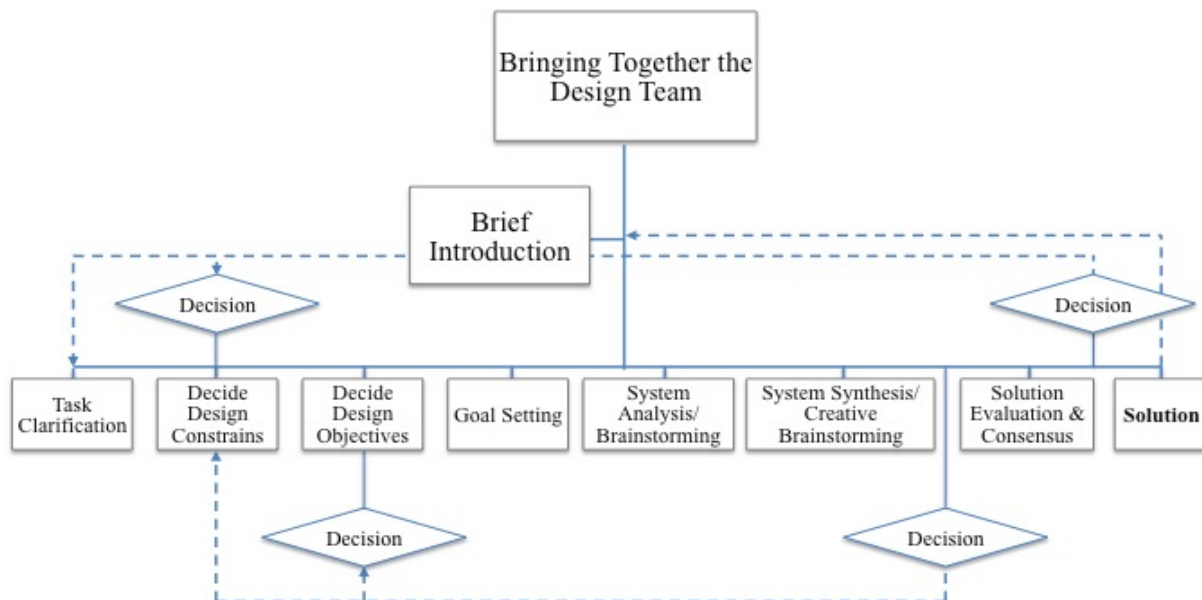 Bringing Together the
Design Team
Brief
Introduction
Decision
Decision
Task
Clarification
Decide
Design
Constrains
Decide
Design
Objectives
Goal Setting
System
Analysis/
Brainstorming
System Synthesis/
Creative
Brainstorming
Solution
Evaluation &
Consensus
Solution
Decision
Decision